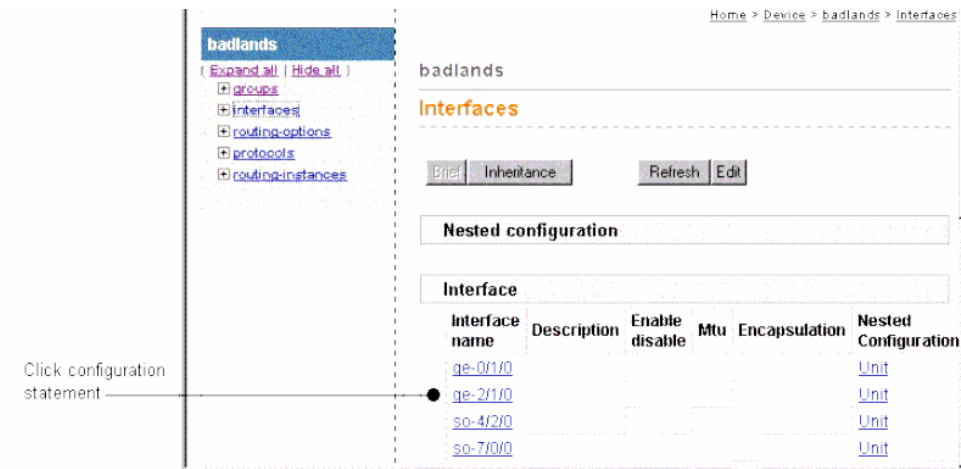 Home > Device > badlands > Interfaces
badlands
( Expand all | Hide all )
groups
interfaces
routing-options
protocols
routing-instances
badlands
Interfaces
Brief Inheritance Refresh Edit
Nested configuration
Interface
Interface name Description Enable disable Mtu Encapsulation Nested Configuration
ge-0/1/0 Unit
ge-2/1/0 Unit
so-4/2/0 Unit
so-7/0/0 Unit
Click configuration
statement